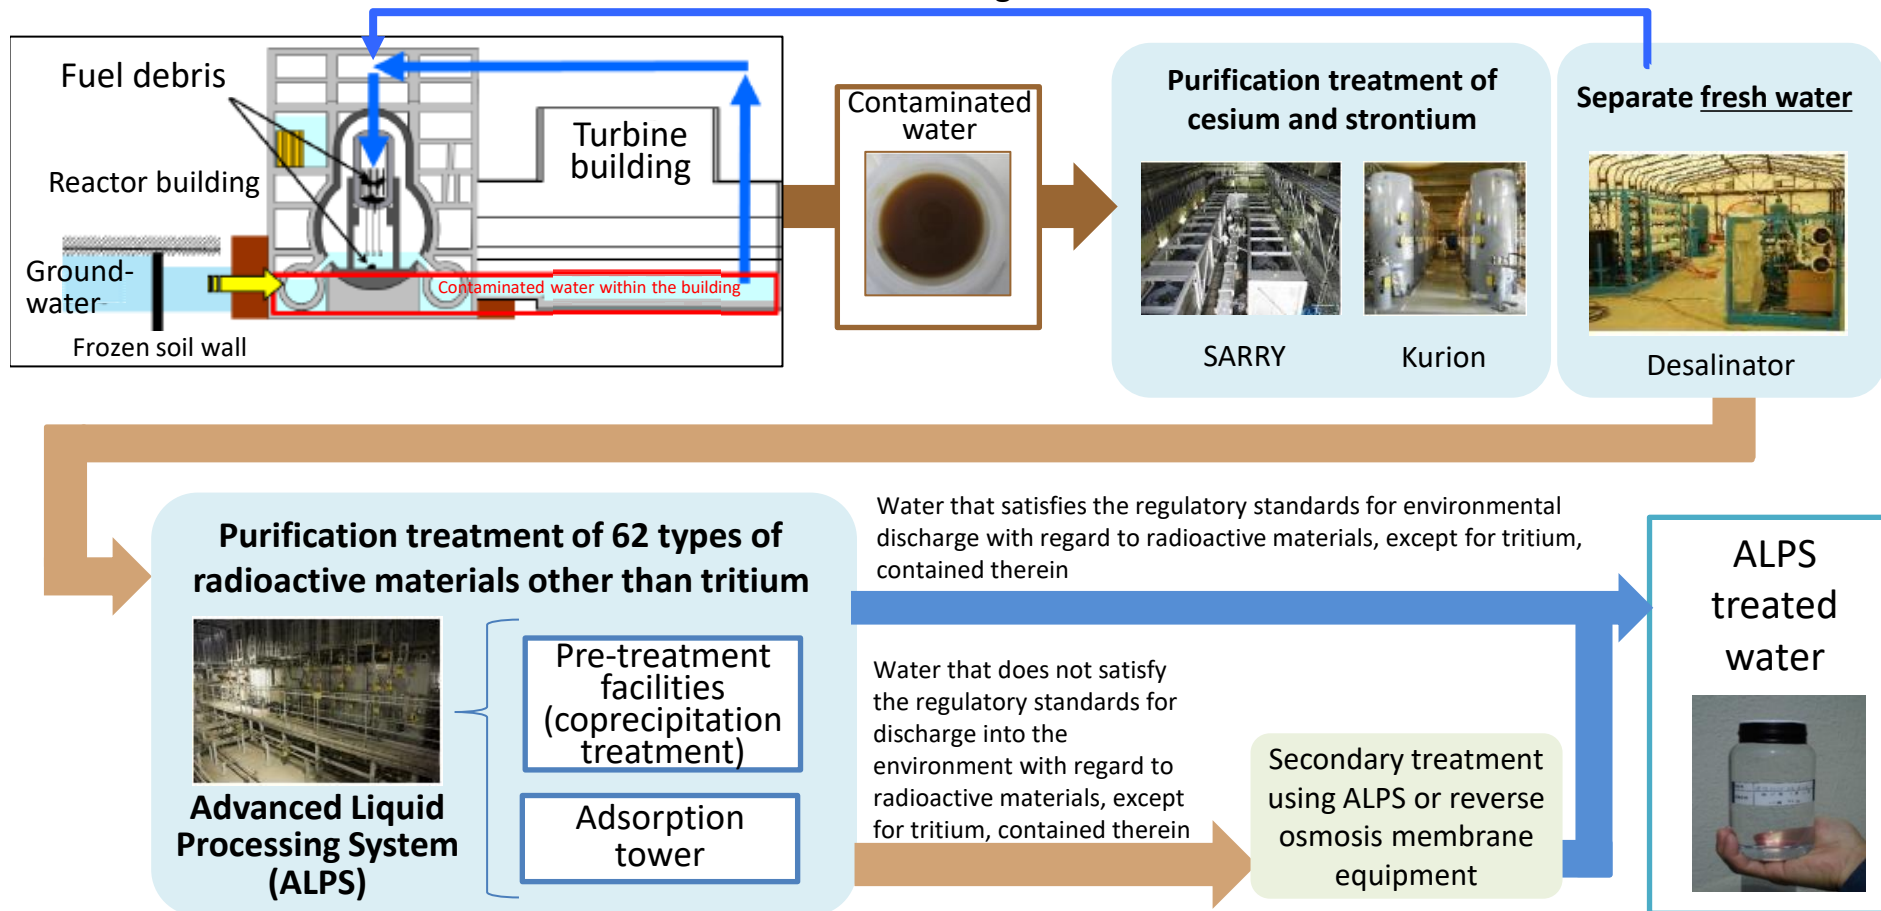 Fuel debris
Reactor building
Turbine
building
Ground-
water
Contaminated water within the building
Frozen soil wall
Contaminated
water
Purification treatment of
cesium and strontium
SARRY
Kurion
Separate fresh water
Desalinator
Purification treatment of 62 types of
radioactive materials other than tritium
Advanced Liquid
Processing System
(ALPS)
Pre-treatment
facilities
(coprecipitation
treatment)
Adsorption
tower
Water that satisfies the regulatory standards for environmental
discharge with regard to radioactive materials, except for tritium,
contained therein
Water that does not satisfy
the regulatory standards for
discharge into the
environment with regard to
radioactive materials, except
for tritium, contained therein
Secondary treatment
using ALPS or reverse
osmosis membrane
equipment
ALPS
treated
water